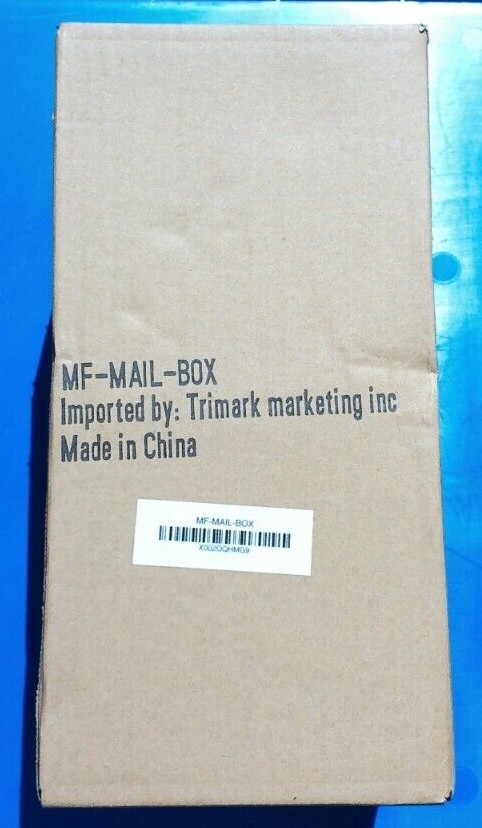 MF-MAIL-BOX
Imported by: Trimark marketing inc
Made in China
MF-MAIL-BOX
X002OQHMG9